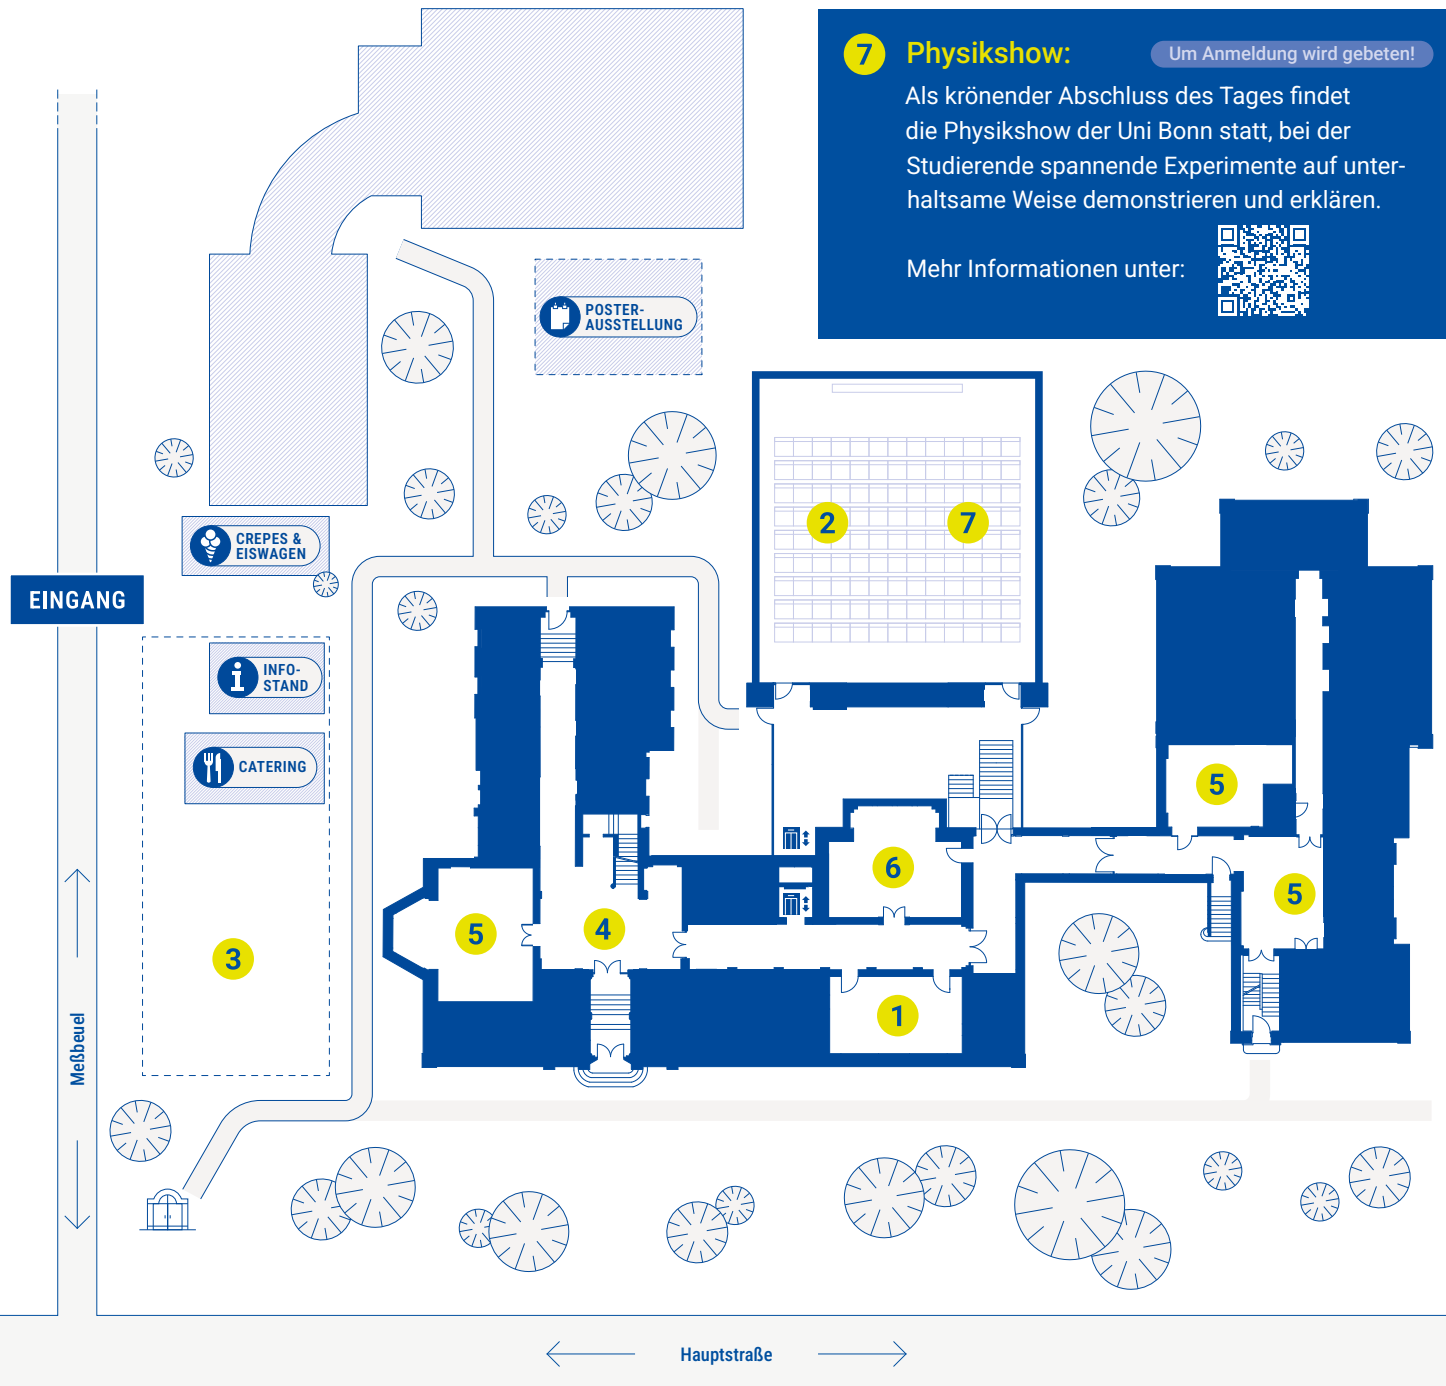 7 Physikshow:
Um Anmeldung wird gebeten!
Als krönender Abschluss des Tages findet
die Physikshow der Uni Bonn statt, bei der
Studierende spannende Experimente auf unter-
haltsame Weise demonstrieren und erklären.
Mehr Informationen unter:
POSTER-
AUSSTELLUNG
CREPES &
EISWAGEN
EINGANG
INFO-
STAND
CATERING
2
7
5
6
5
5
4
3
1
Meßbeuel
Hauptstraße